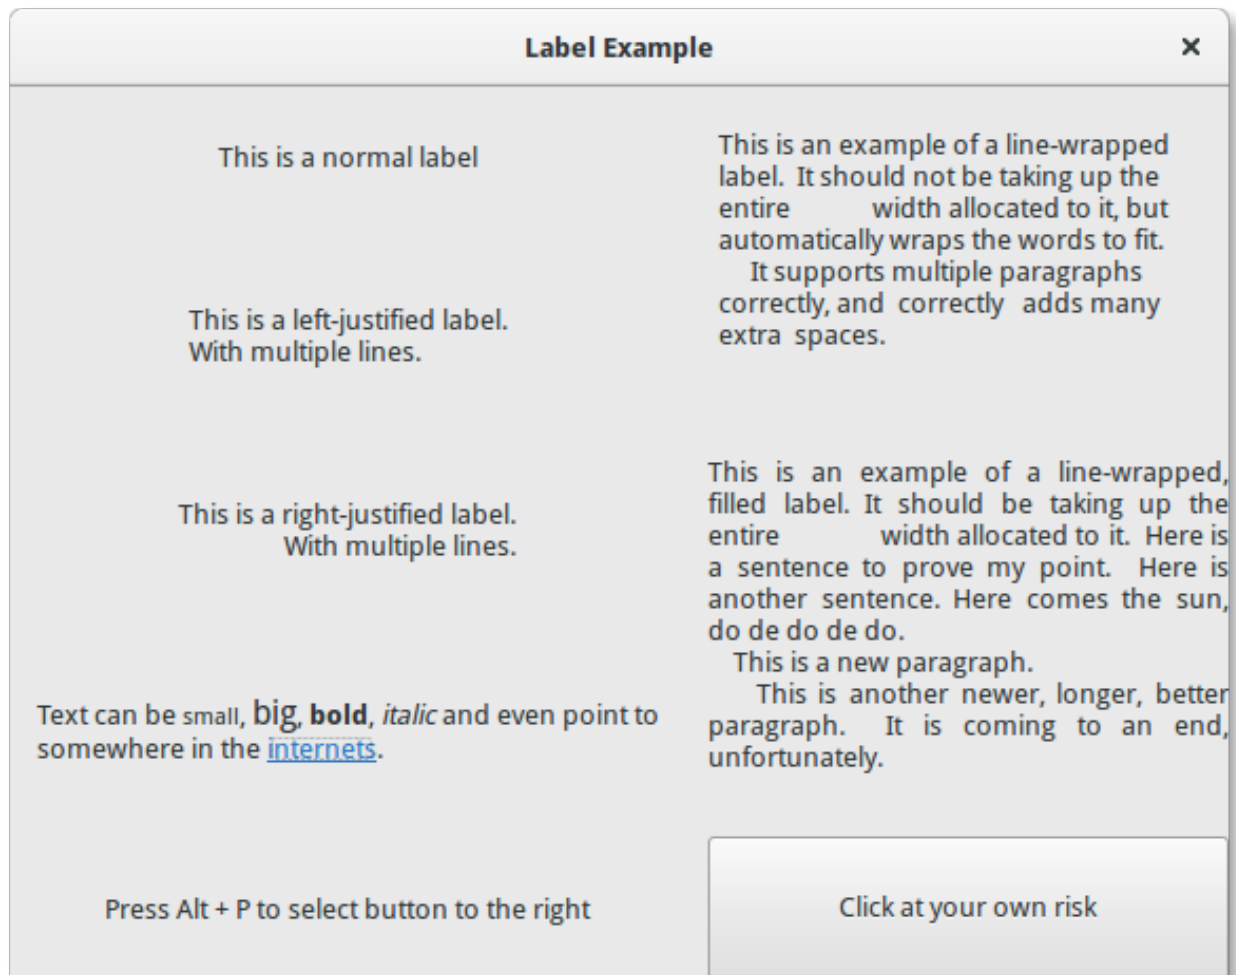 Label Example
×
This is a normal label
This is a left-justified label.
With multiple lines.
This is a right-justified label.
With multiple lines.
Text can be small, big, bold, italic and even point to
somewhere in the internets.
Press Alt + P to select button to the right
This is an example of a line-wrapped
label.  It should not be taking up the
entire          width allocated to it, but
automatically wraps the words to fit.
    It supports multiple paragraphs
correctly, and  correctly   adds many
extra  spaces.
This is an example of a line-wrapped,
filled label. It should be taking up the
entire            width allocated to it.  Here is
a sentence to prove my point.  Here is
another sentence. Here comes the sun,
do de do de do.
   This is a new paragraph.
    This is another newer, longer, better
paragraph.  It is coming to an end,
unfortunately.
Click at your own risk